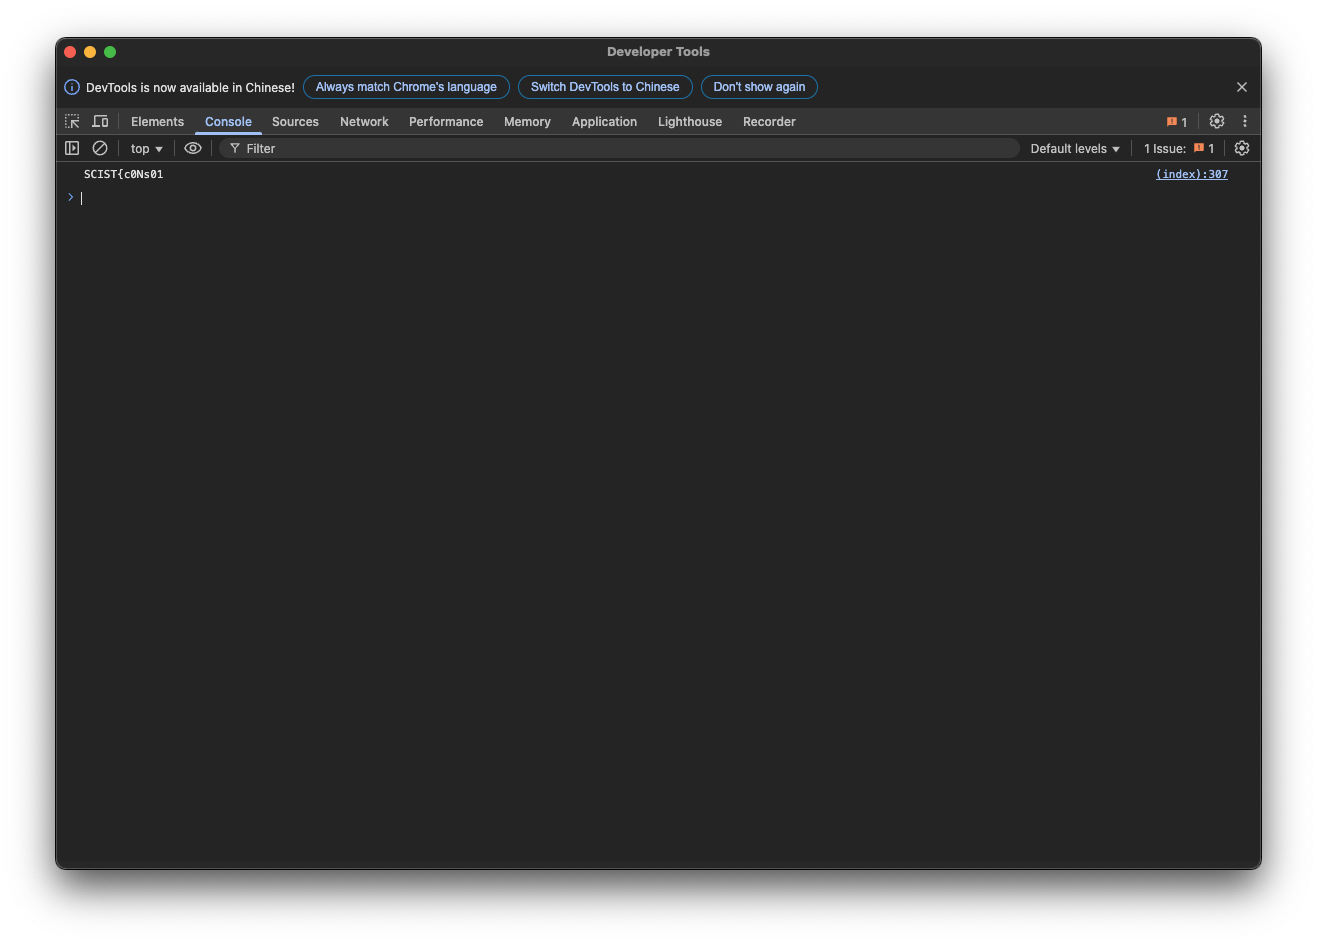 Developer Tools
DevTools is now available in Chinese! Always match Chrome's language Switch DevTools to Chinese Don't show again
Elements Console Sources Network Performance Memory Application Lighthouse Recorder 1
top Filter Default levels 1 Issue: 1
SCIST{c0Ns01 (index):307